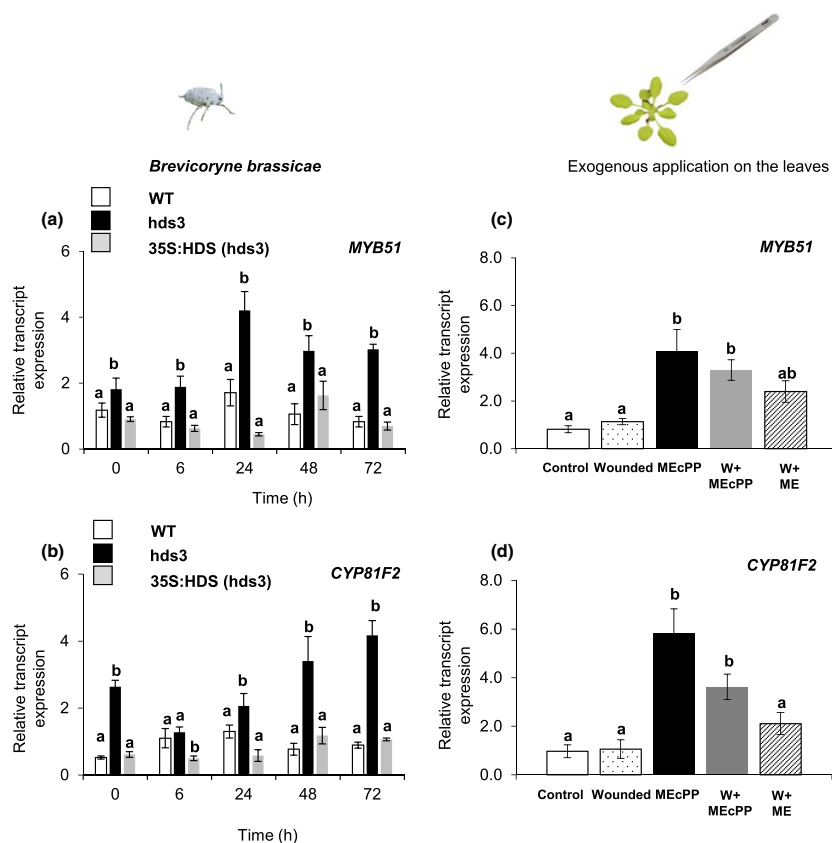 Brevicoryne brassicae
Exogenous application on the leaves
(a)
WT
hds3
35S:HDS (hds3)
MYB51
Relative transcript
expression
6
4
2
0
a b a
a b a
a b a
a b a
a b a
0 6 24 48 72
Time (h)
(c)
MYB51
Relative transcript
expression
8.0
6.0
4.0
2.0
0.0
a a b b ab
Control Wounded MEcPP W+ W+
MEcPP ME
(b)
WT
hds3
35S:HDS (hds3)
CYP81F2
Relative transcript
expression
6
4
2
0
a b a
a a b
a b a
a b a
a b a
0 6 24 48 72
Time (h)
(d)
CYP81F2
Relative transcript
expression
8.0
6.0
4.0
2.0
0.0
a a b b a
Control Wounded MEcPP W+ W+
MEcPP ME